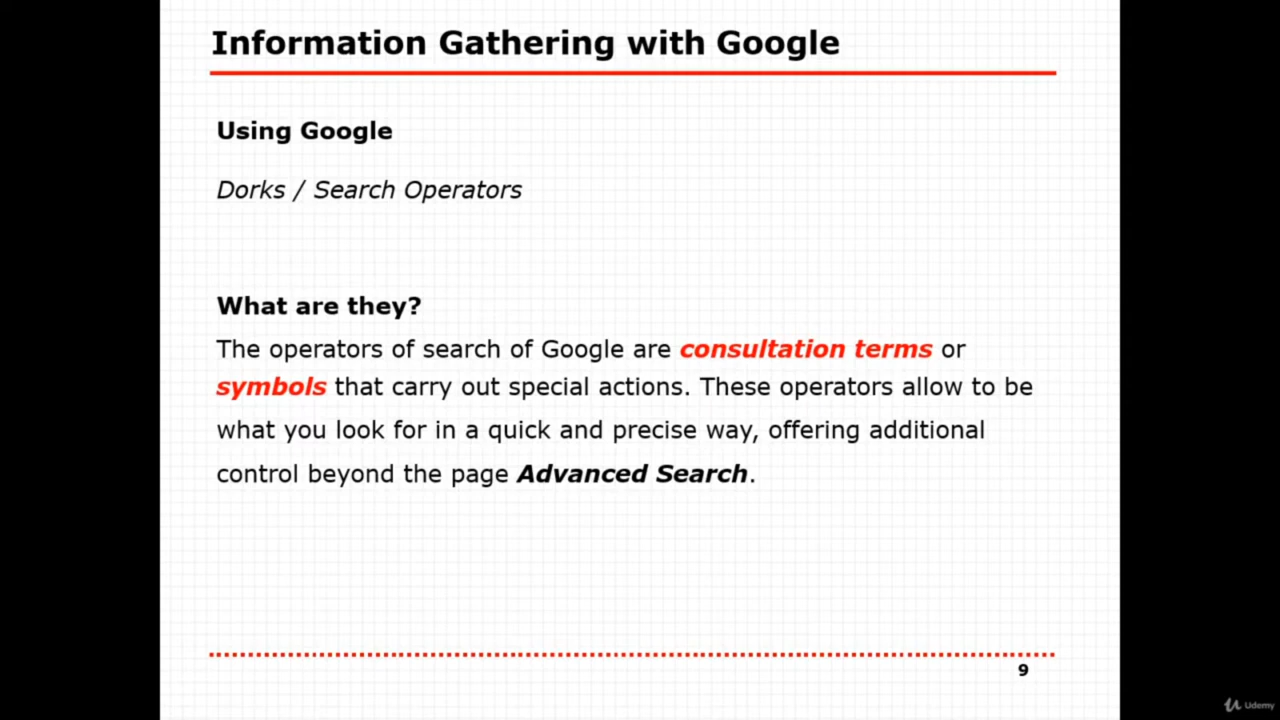 Information Gathering with Google
Using Google
Dorks / Search Operators
What are they?
The operators of search of Google are consultation terms or
symbols that carry out special actions. These operators allow to be
what you look for in a quick and precise way, offering additional
control beyond the page Advanced Search.
9
Udemy